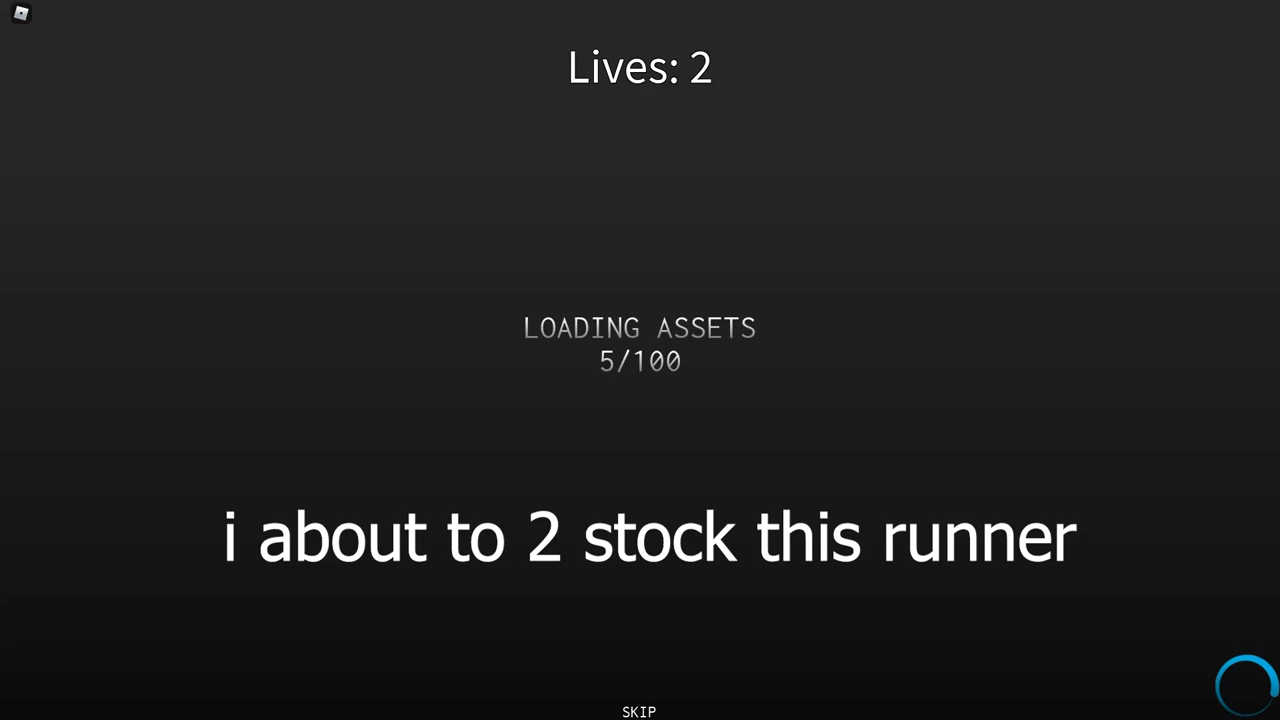 Lives: 2
LOADING ASSETS
5/100
i about to 2 stock this runner
SKIP